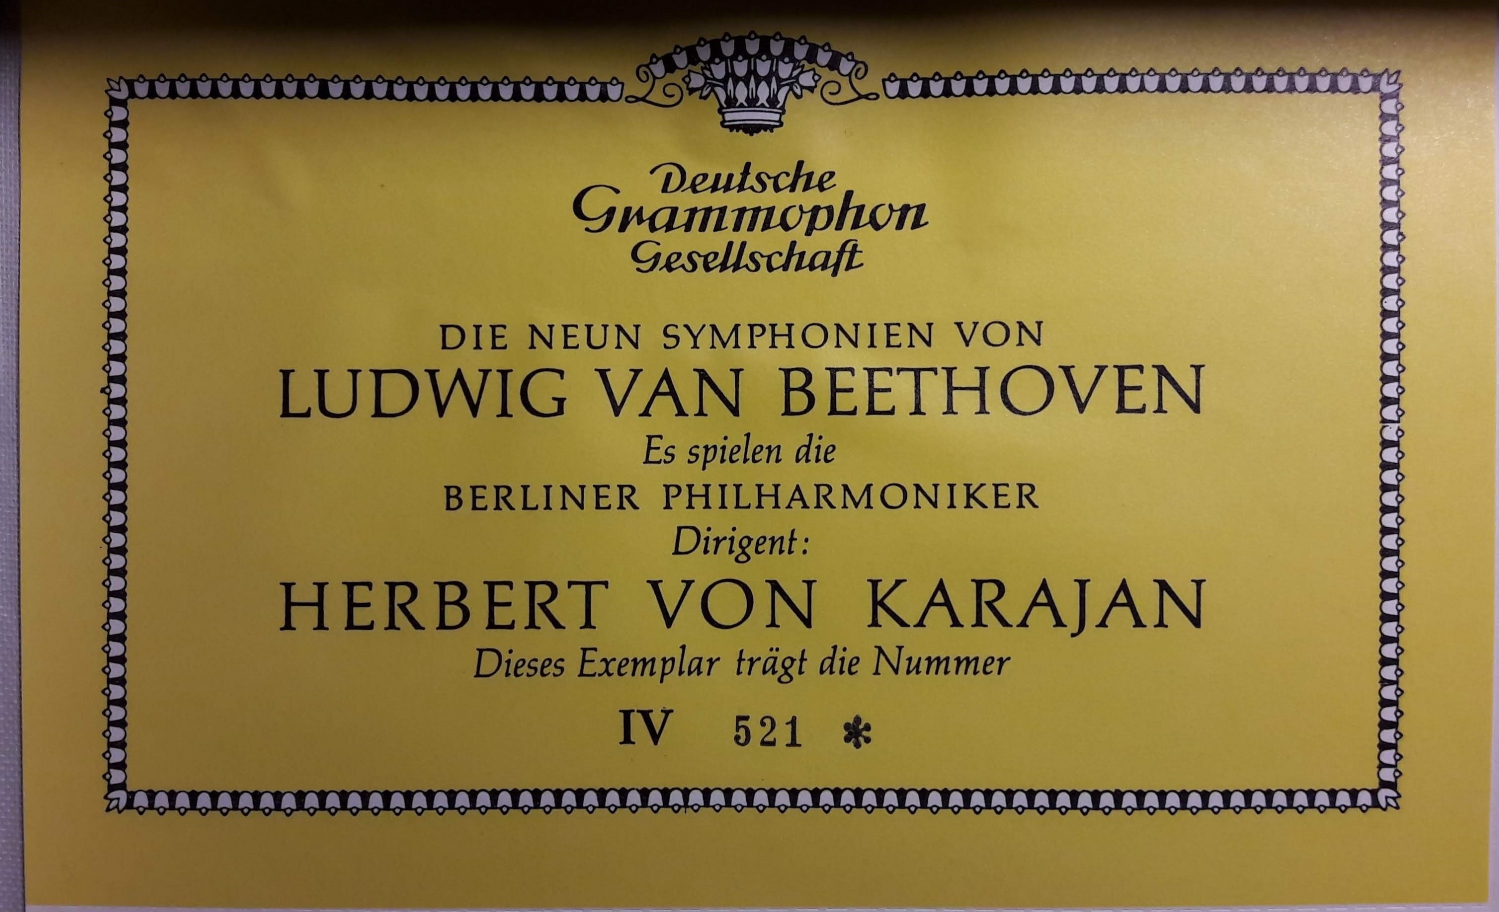 Deutsche
Grammophon
Gesellschaft
DIE NEUN SYMPHONIEN VON
LUDWIG VAN BEETHOVEN
Es spielen die
BERLINER PHILHARMONIKER
Dirigent:
HERBERT VON KARAJAN
Dieses Exemplar trägt die Nummer
IV 521 *